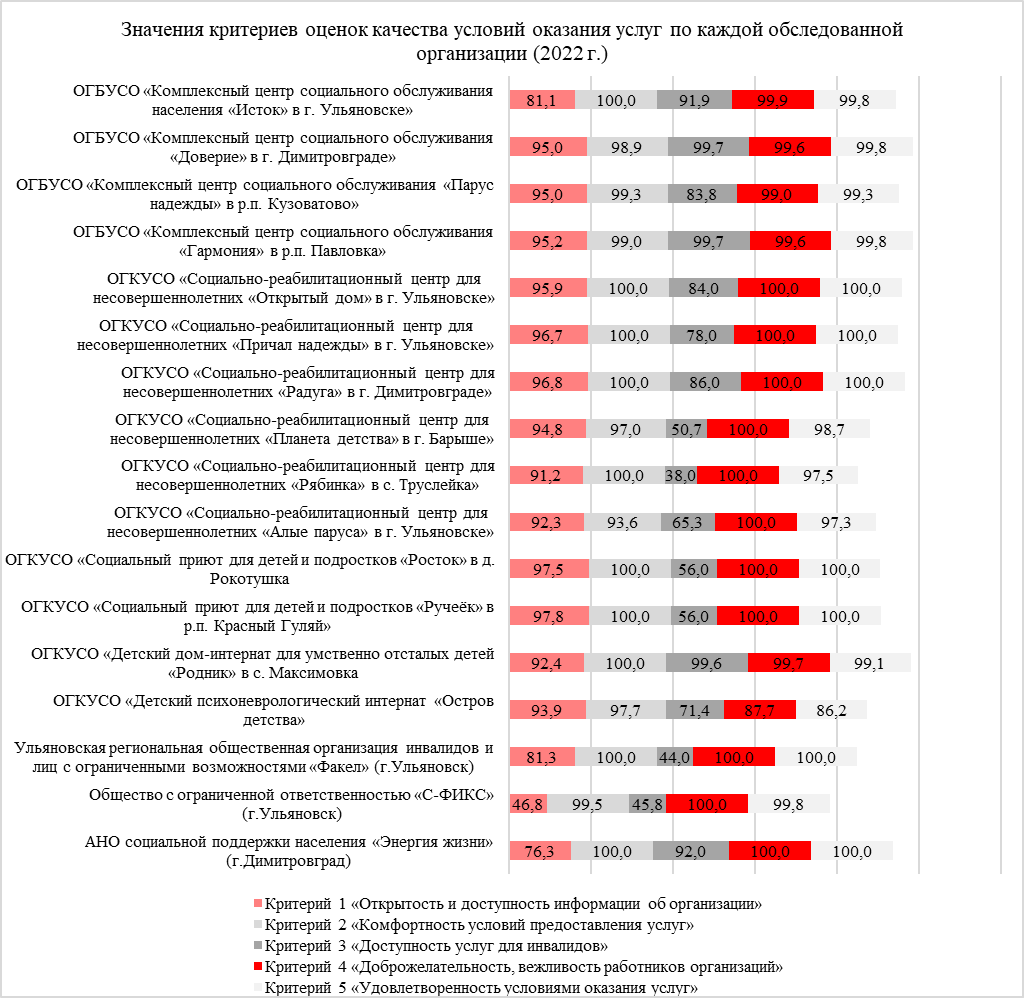 Значения критериев оценок качества условий оказания услуг по каждой обследованной
организации (2022 г.)
ОГБУСО «Комплексный центр социального обслуживания
населения «Исток» в г. Ульяновске»
81,1 100,0 91,9 99,9 99,8
ОГБУСО «Комплексный центр социального обслуживания
«Доверие» в г. Димитровграде»
95,0 98,9 99,7 99,6 99,8
ОГБУСО «Комплексный центр социального обслуживания «Парус
надежды» в р.п. Кузоватово»
95,0 99,3 83,8 99,0 99,3
ОГБУСО «Комплексный центр социального обслуживания
«Гармония» в р.п. Павловка»
95,2 99,0 99,7 99,6 99,8
ОГКУСО «Социально-реабилитационный центр для
несовершеннолетних «Открытый дом» в г. Ульяновске»
95,9 100,0 84,0 100,0 100,0
ОГКУСО «Социально-реабилитационный центр для
несовершеннолетних «Причал надежды» в г. Ульяновске»
96,7 100,0 78,0 100,0 100,0
ОГКУСО «Социально-реабилитационный центр для
несовершеннолетних «Радуга» в г. Димитровграде»
96,8 100,0 86,0 100,0 100,0
ОГКУСО «Социально-реабилитационный центр для
несовершеннолетних «Планета детства» в г. Барыше»
94,8 97,0 50,7 100,0 98,7
ОГКУСО «Социально-реабилитационный центр для
несовершеннолетних «Рябинка» в с. Труслейка»
91,2 100,0 38,0 100,0 97,5
ОГКУСО «Социально-реабилитационный центр для
несовершеннолетних «Алые паруса» в г. Ульяновске»
92,3 93,6 65,3 100,0 97,3
ОГКУСО «Социальный приют для детей и подростков «Росток» в д.
Рокотушка
97,5 100,0 56,0 100,0 100,0
ОГКУСО «Социальный приют для детей и подростков «Ручеёк» в
р.п. Красный Гуляй»
97,8 100,0 56,0 100,0 100,0
ОГКУСО «Детский дом-интернат для умственно отсталых детей
«Родник» в с. Максимовка
92,4 100,0 99,6 99,7 99,1
ОГКУСО «Детский психоневрологический интернат «Остров
детства»
93,9 97,7 71,4 87,7 86,2
Ульяновская региональная общественная организация инвалидов и
лиц с ограниченными возможностями «Факел» (г.Ульяновск)
81,3 100,0 44,0 100,0 100,0
Общество с ограниченной ответственностью «С-ФИКС»
(г.Ульяновск)
46,8 99,5 45,8 100,0 99,8
АНО социальной поддержки населения «Энергия жизни»
(г.Димитровград)
76,3 100,0 92,0 100,0 100,0
Критерий 1 «Открытость и доступность информации об организации»
Критерий 2 «Комфортность условий предоставления услуг»
Критерий 3 «Доступность услуг для инвалидов»
Критерий 4 «Доброжелательность, вежливость работников организаций»
Критерий 5 «Удовлетворенность условиями оказания услуг»